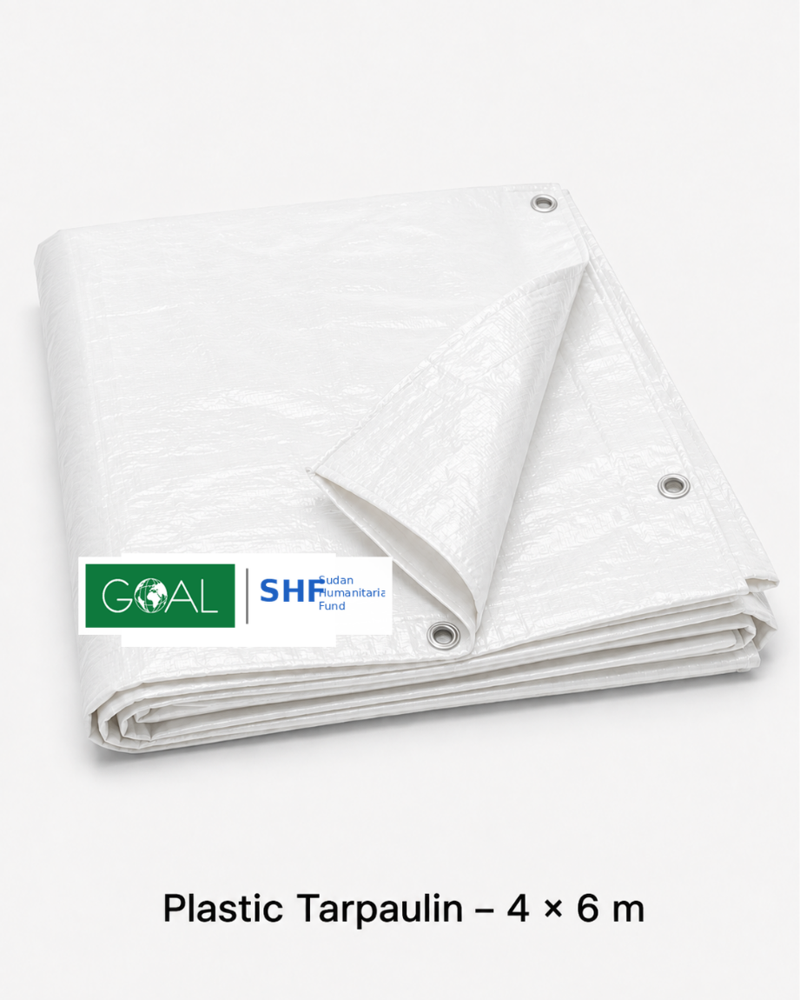 GOAL
SHF
Sudan
Humanitaria
Fund
Plastic Tarpaulin – 4 × 6 m